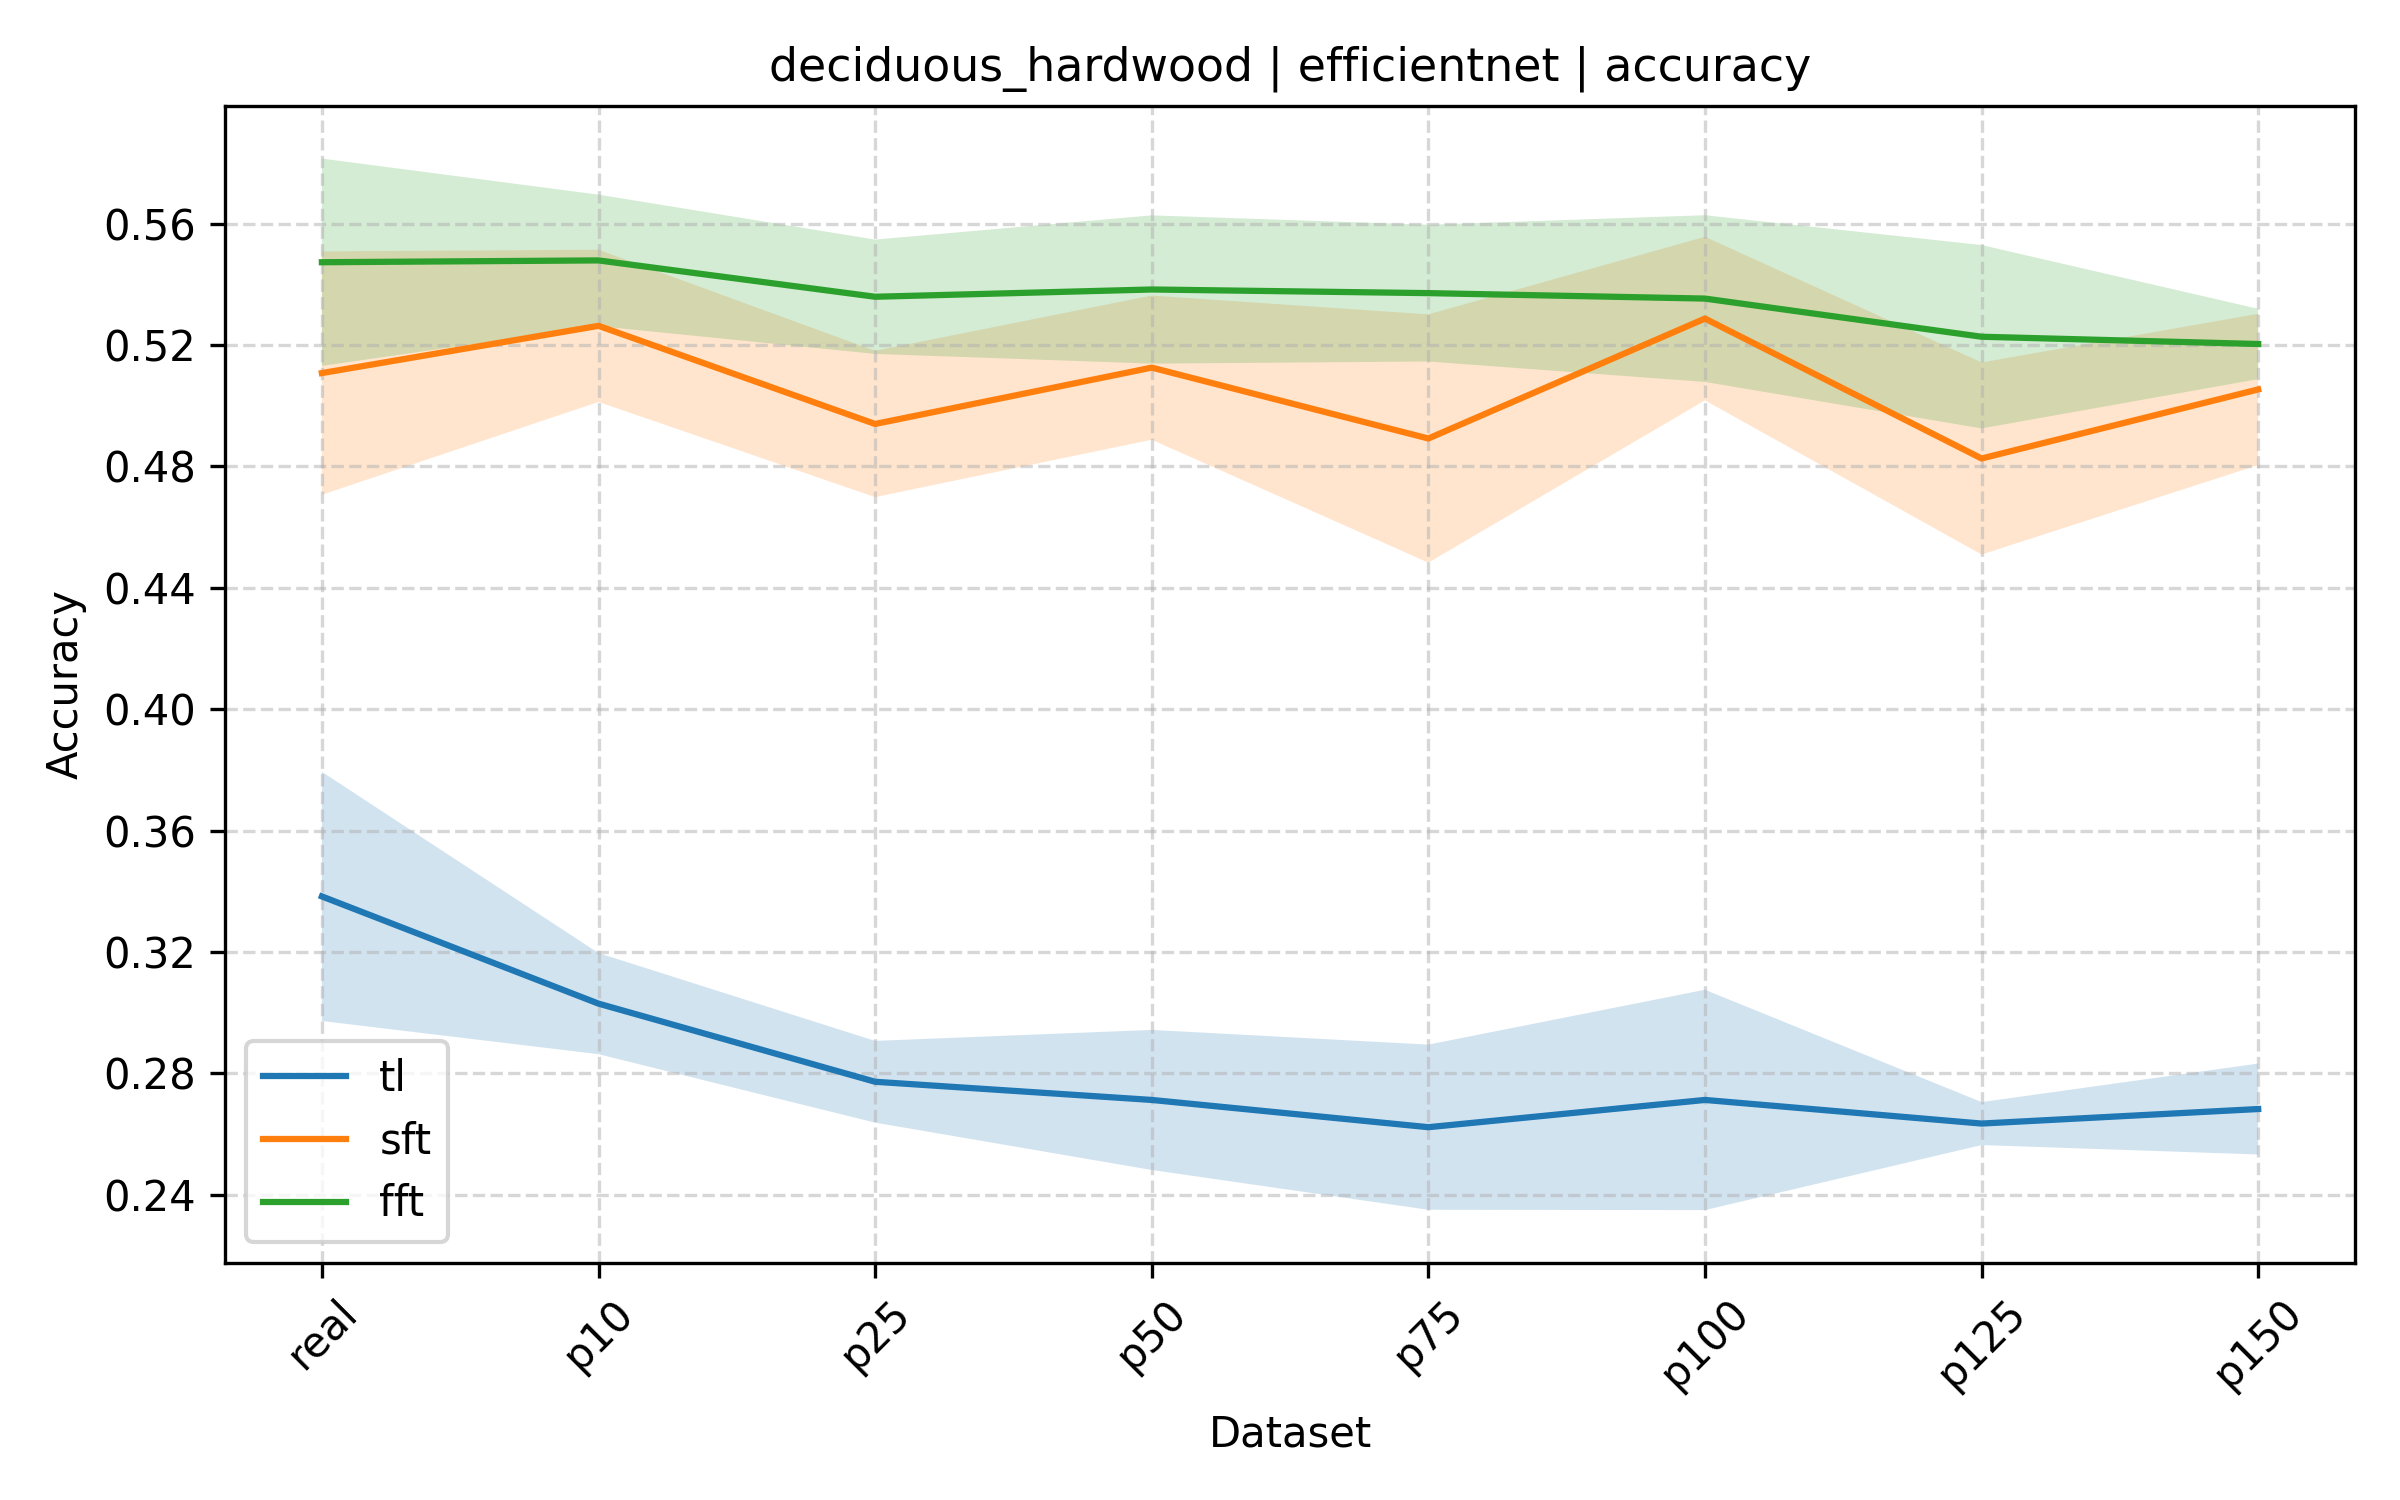 deciduous_hardwood | efficientnet | accuracy
Accuracy
0.56
0.52
0.48
0.44
0.40
0.36
0.32
0.28
0.24
tl
sft
fft
real
p10
p25
p50
p75
p100
p125
p150
Dataset